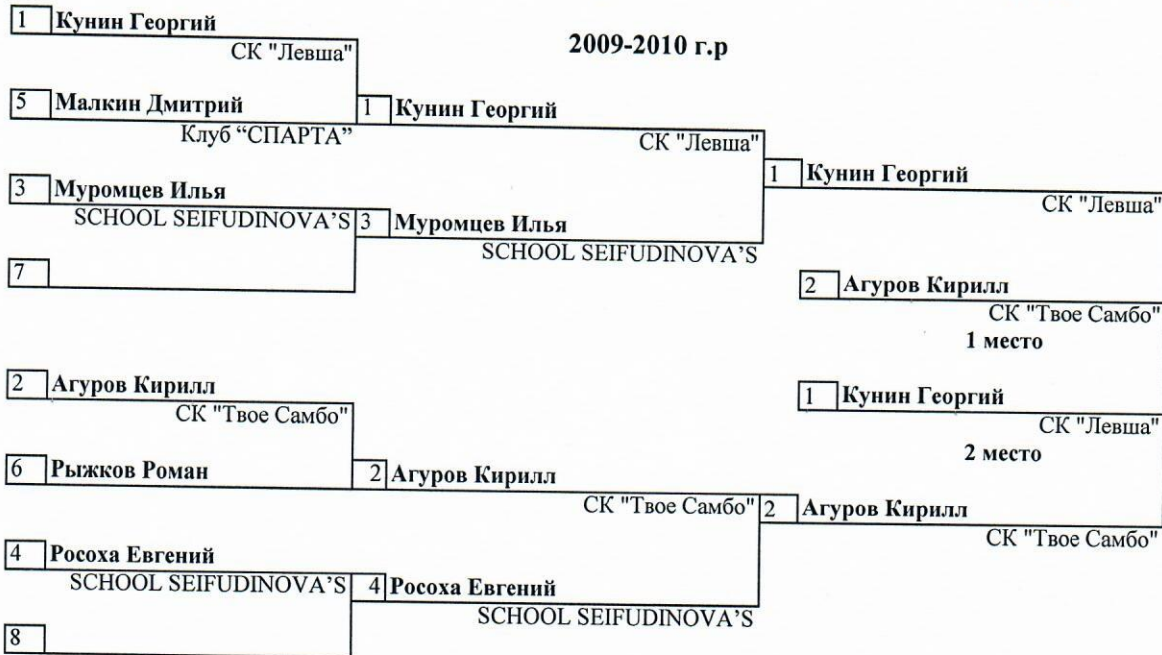 1 Кунин Георгий
СК "Левша"
2009-2010 г.р
5 Малкин Дмитрий
Клуб “СПАРТА”
1 Кунин Георгий
СК "Левша"
3 Муромцев Илья
SCHOOL SEIFUDINOVA’S
3 Муромцев Илья
SCHOOL SEIFUDINOVA’S
7
1 Кунин Георгий
СК "Левша"
2 Агуров Кирилл
СК "Твое Самбо"
1 место
1 Кунин Георгий
СК "Левша"
2 место
2 Агуров Кирилл
СК "Твое Самбо"
6 Рыжков Роман
2 Агуров Кирилл
СК "Твое Самбо"
2 Агуров Кирилл
СК "Твое Самбо"
4 Росоха Евгений
SCHOOL SEIFUDINOVA’S
4 Росоха Евгений
SCHOOL SEIFUDINOVA’S
8